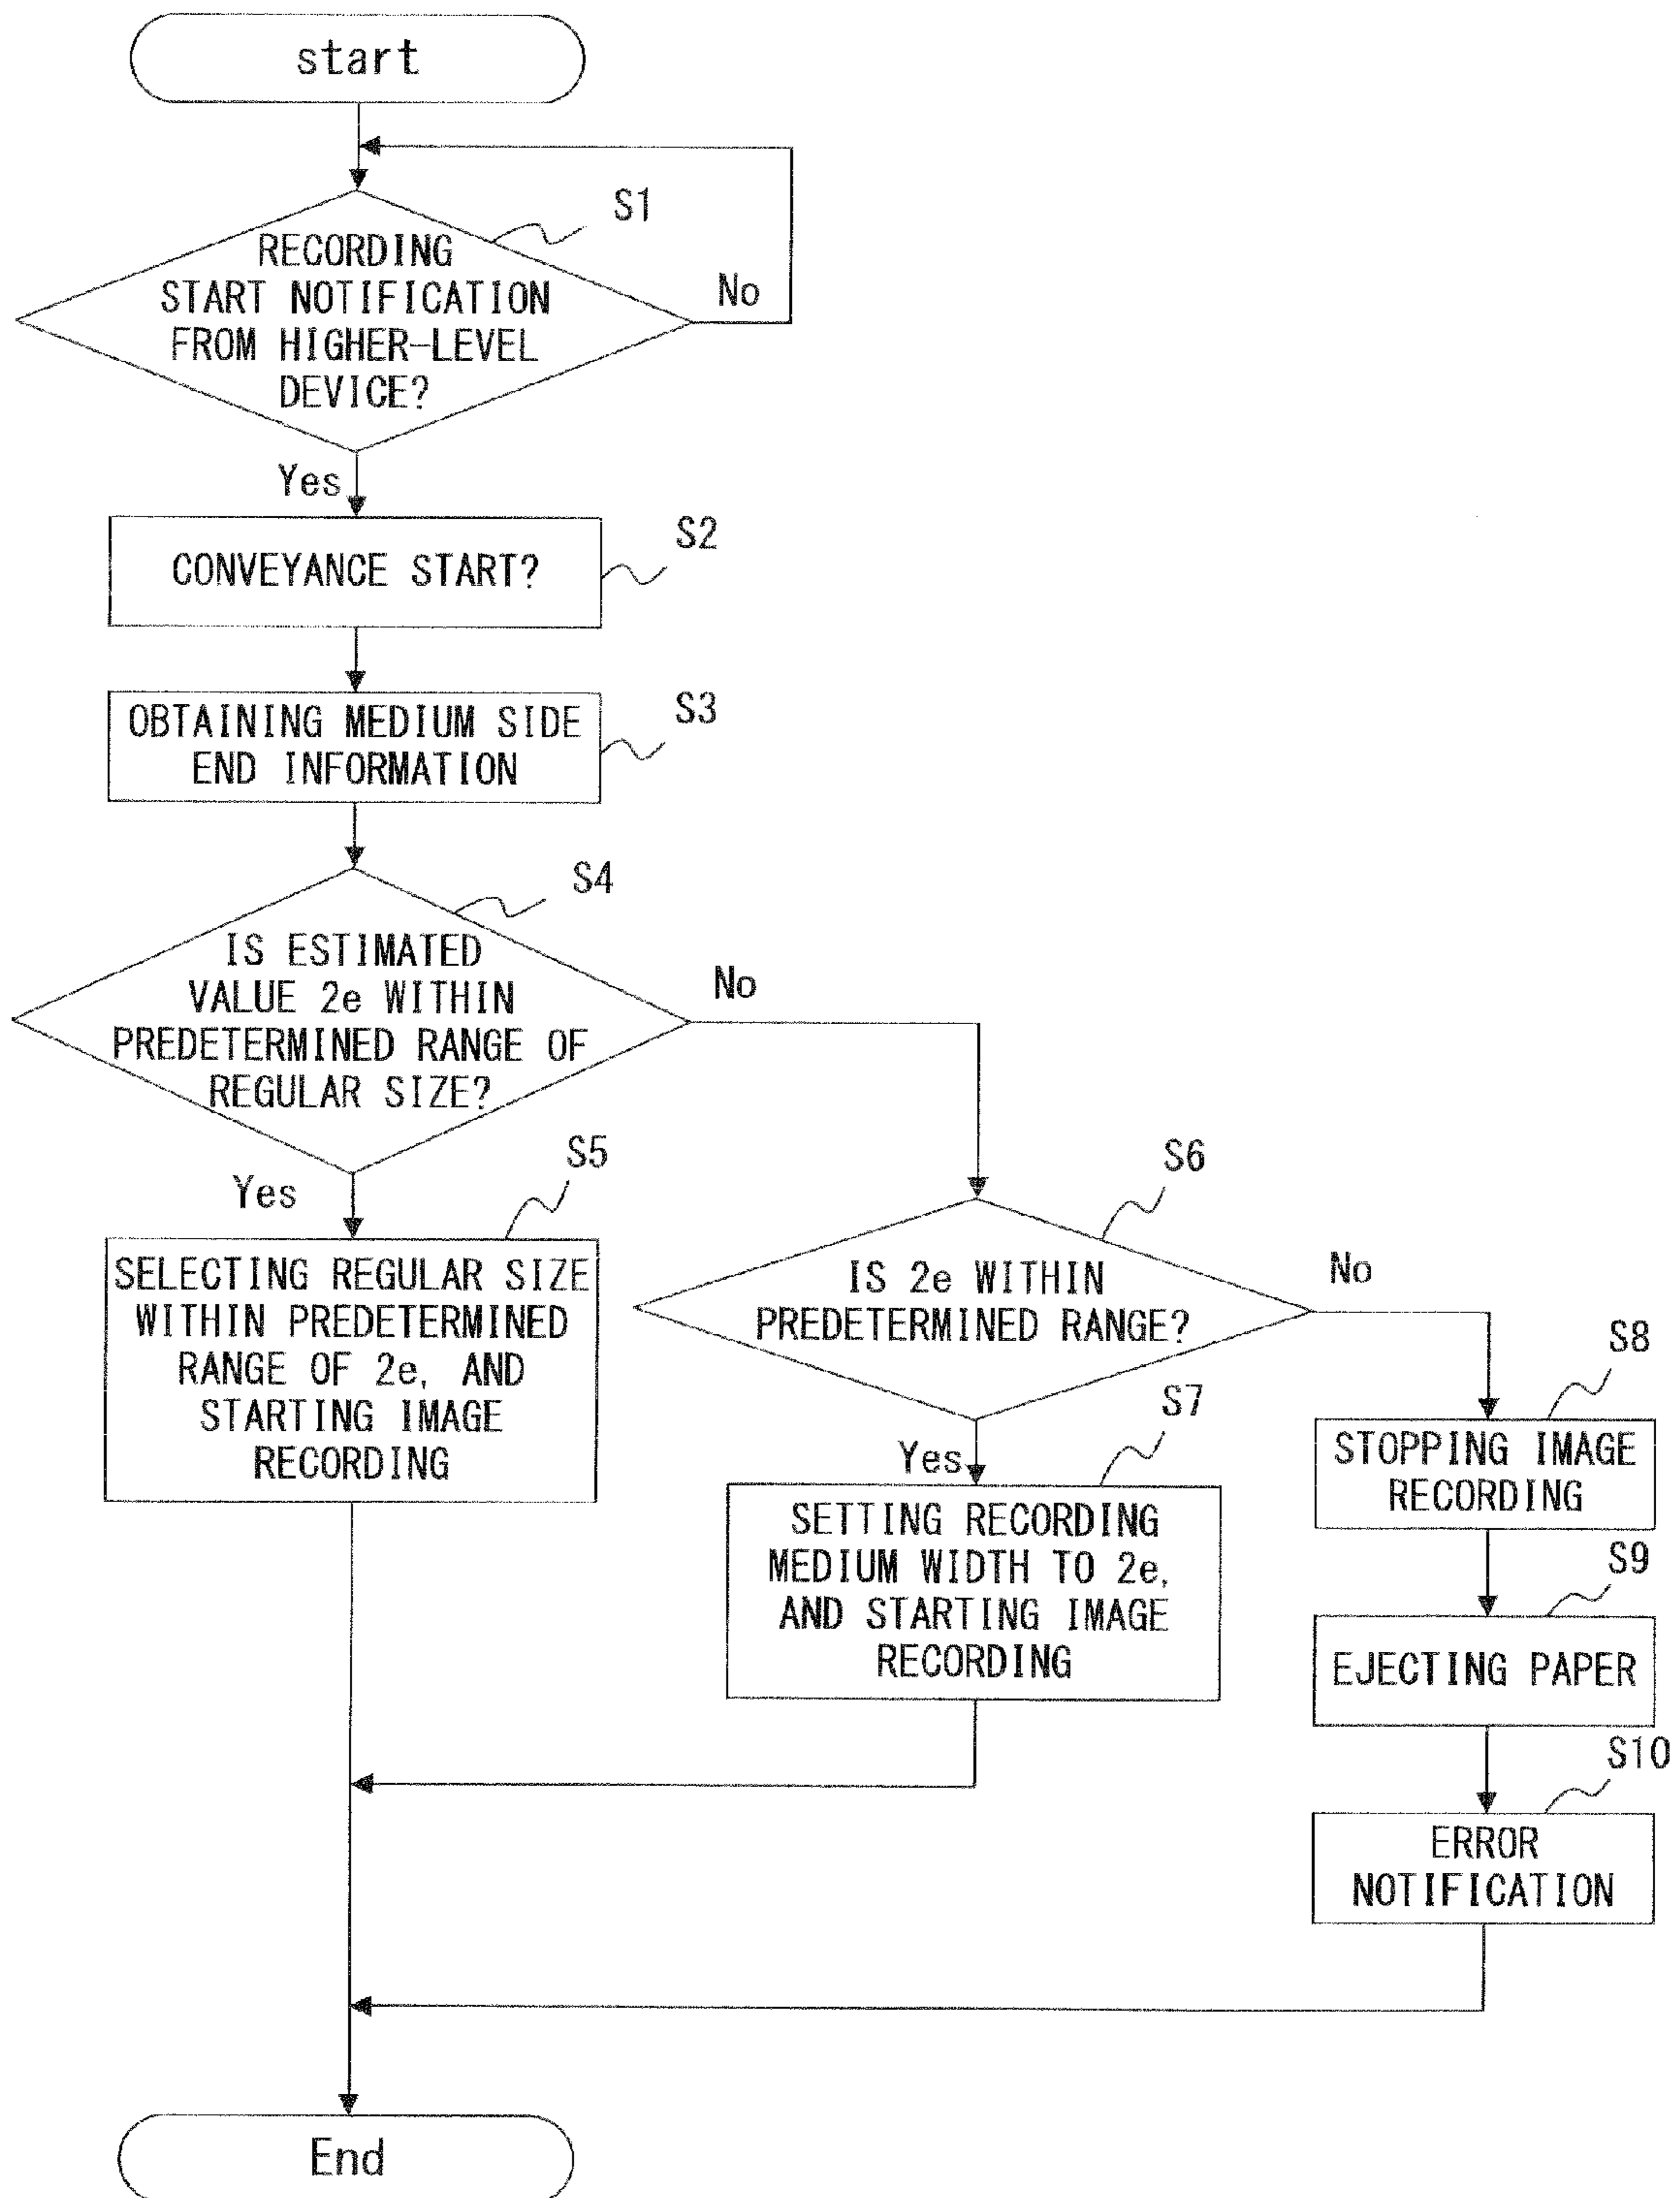 start
S1
RECORDING
START NOTIFICATION
FROM HIGHER-LEVEL
DEVICE?
No
Yes
S2
CONVEYANCE START?
S3
OBTAINING MEDIUM SIDE
END INFORMATION
S4
IS ESTIMATED
VALUE 2e WITHIN
PREDETERMINED RANGE OF
REGULAR SIZE?
No
Yes
S5
SELECTING REGULAR SIZE
WITHIN PREDETERMINED
RANGE OF 2e, AND
STARTING IMAGE
RECORDING
S6
IS 2e WITHIN
PREDETERMINED RANGE?
No
Yes
S7
SETTING RECORDING
MEDIUM WIDTH TO 2e,
AND STARTING IMAGE
RECORDING
S8
STOPPING IMAGE
RECORDING
S9
EJECTING PAPER
S10
ERROR
NOTIFICATION
End